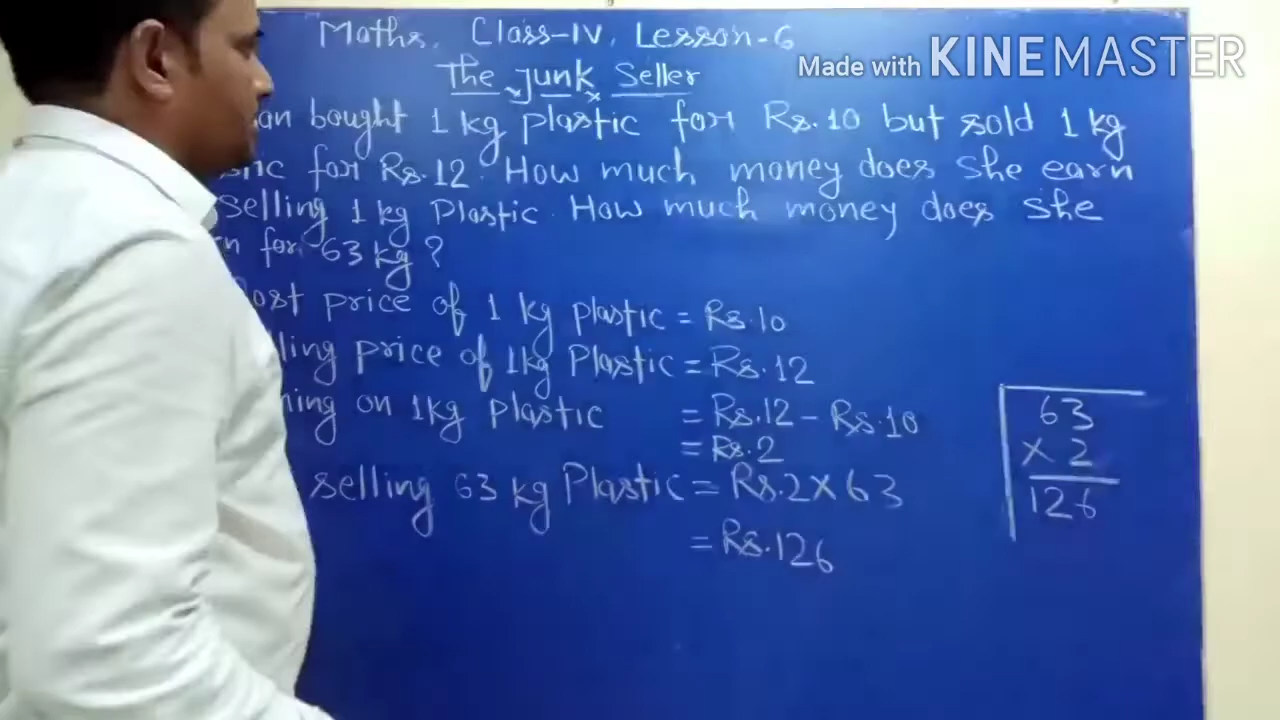 Maths, Class-IV, Lesson-6
Made with KINEMASTER
The Junk Seller
an bought 1 kg plastic for Rs. 10 but sold 1 kg
for Rs. 12. How much money does she earn
selling 1 kg Plastic. How much money does she
for 63 kg?
ost price of 1 kg plastic = Rs. 10
ling price of 1kg Plastic = Rs. 12
ning on 1kg plastic = Rs. 12 - Rs. 10
= Rs. 2
selling 63 kg Plastic = Rs. 2 × 63
= Rs. 126
63
× 2
126